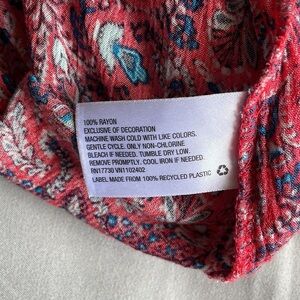 100% RAYON
EXCLUSIVE OF DECORATION
MACHINE WASH COLD WITH LIKE COLORS.
GENTLE CYCLE. ONLY NON-CHLORINE
BLEACH IF NEEDED. TUMBLE DRY LOW.
REMOVE PROMPTLY. COOL IRON IF NEEDED.
RN17730 VN1102402
LABEL MADE FROM 100% RECYCLED PLASTIC